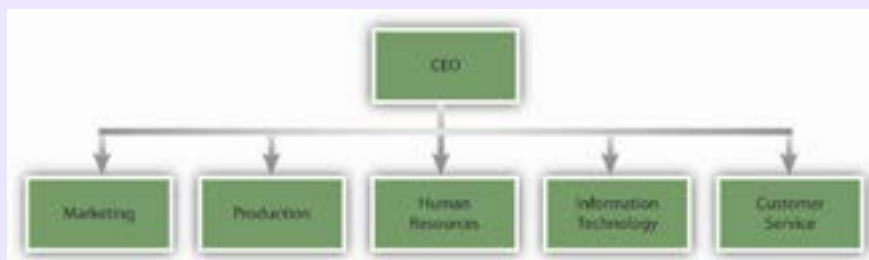 CEO
Marketing
Production
Human
Resources
Information
Technology
Customer
Service